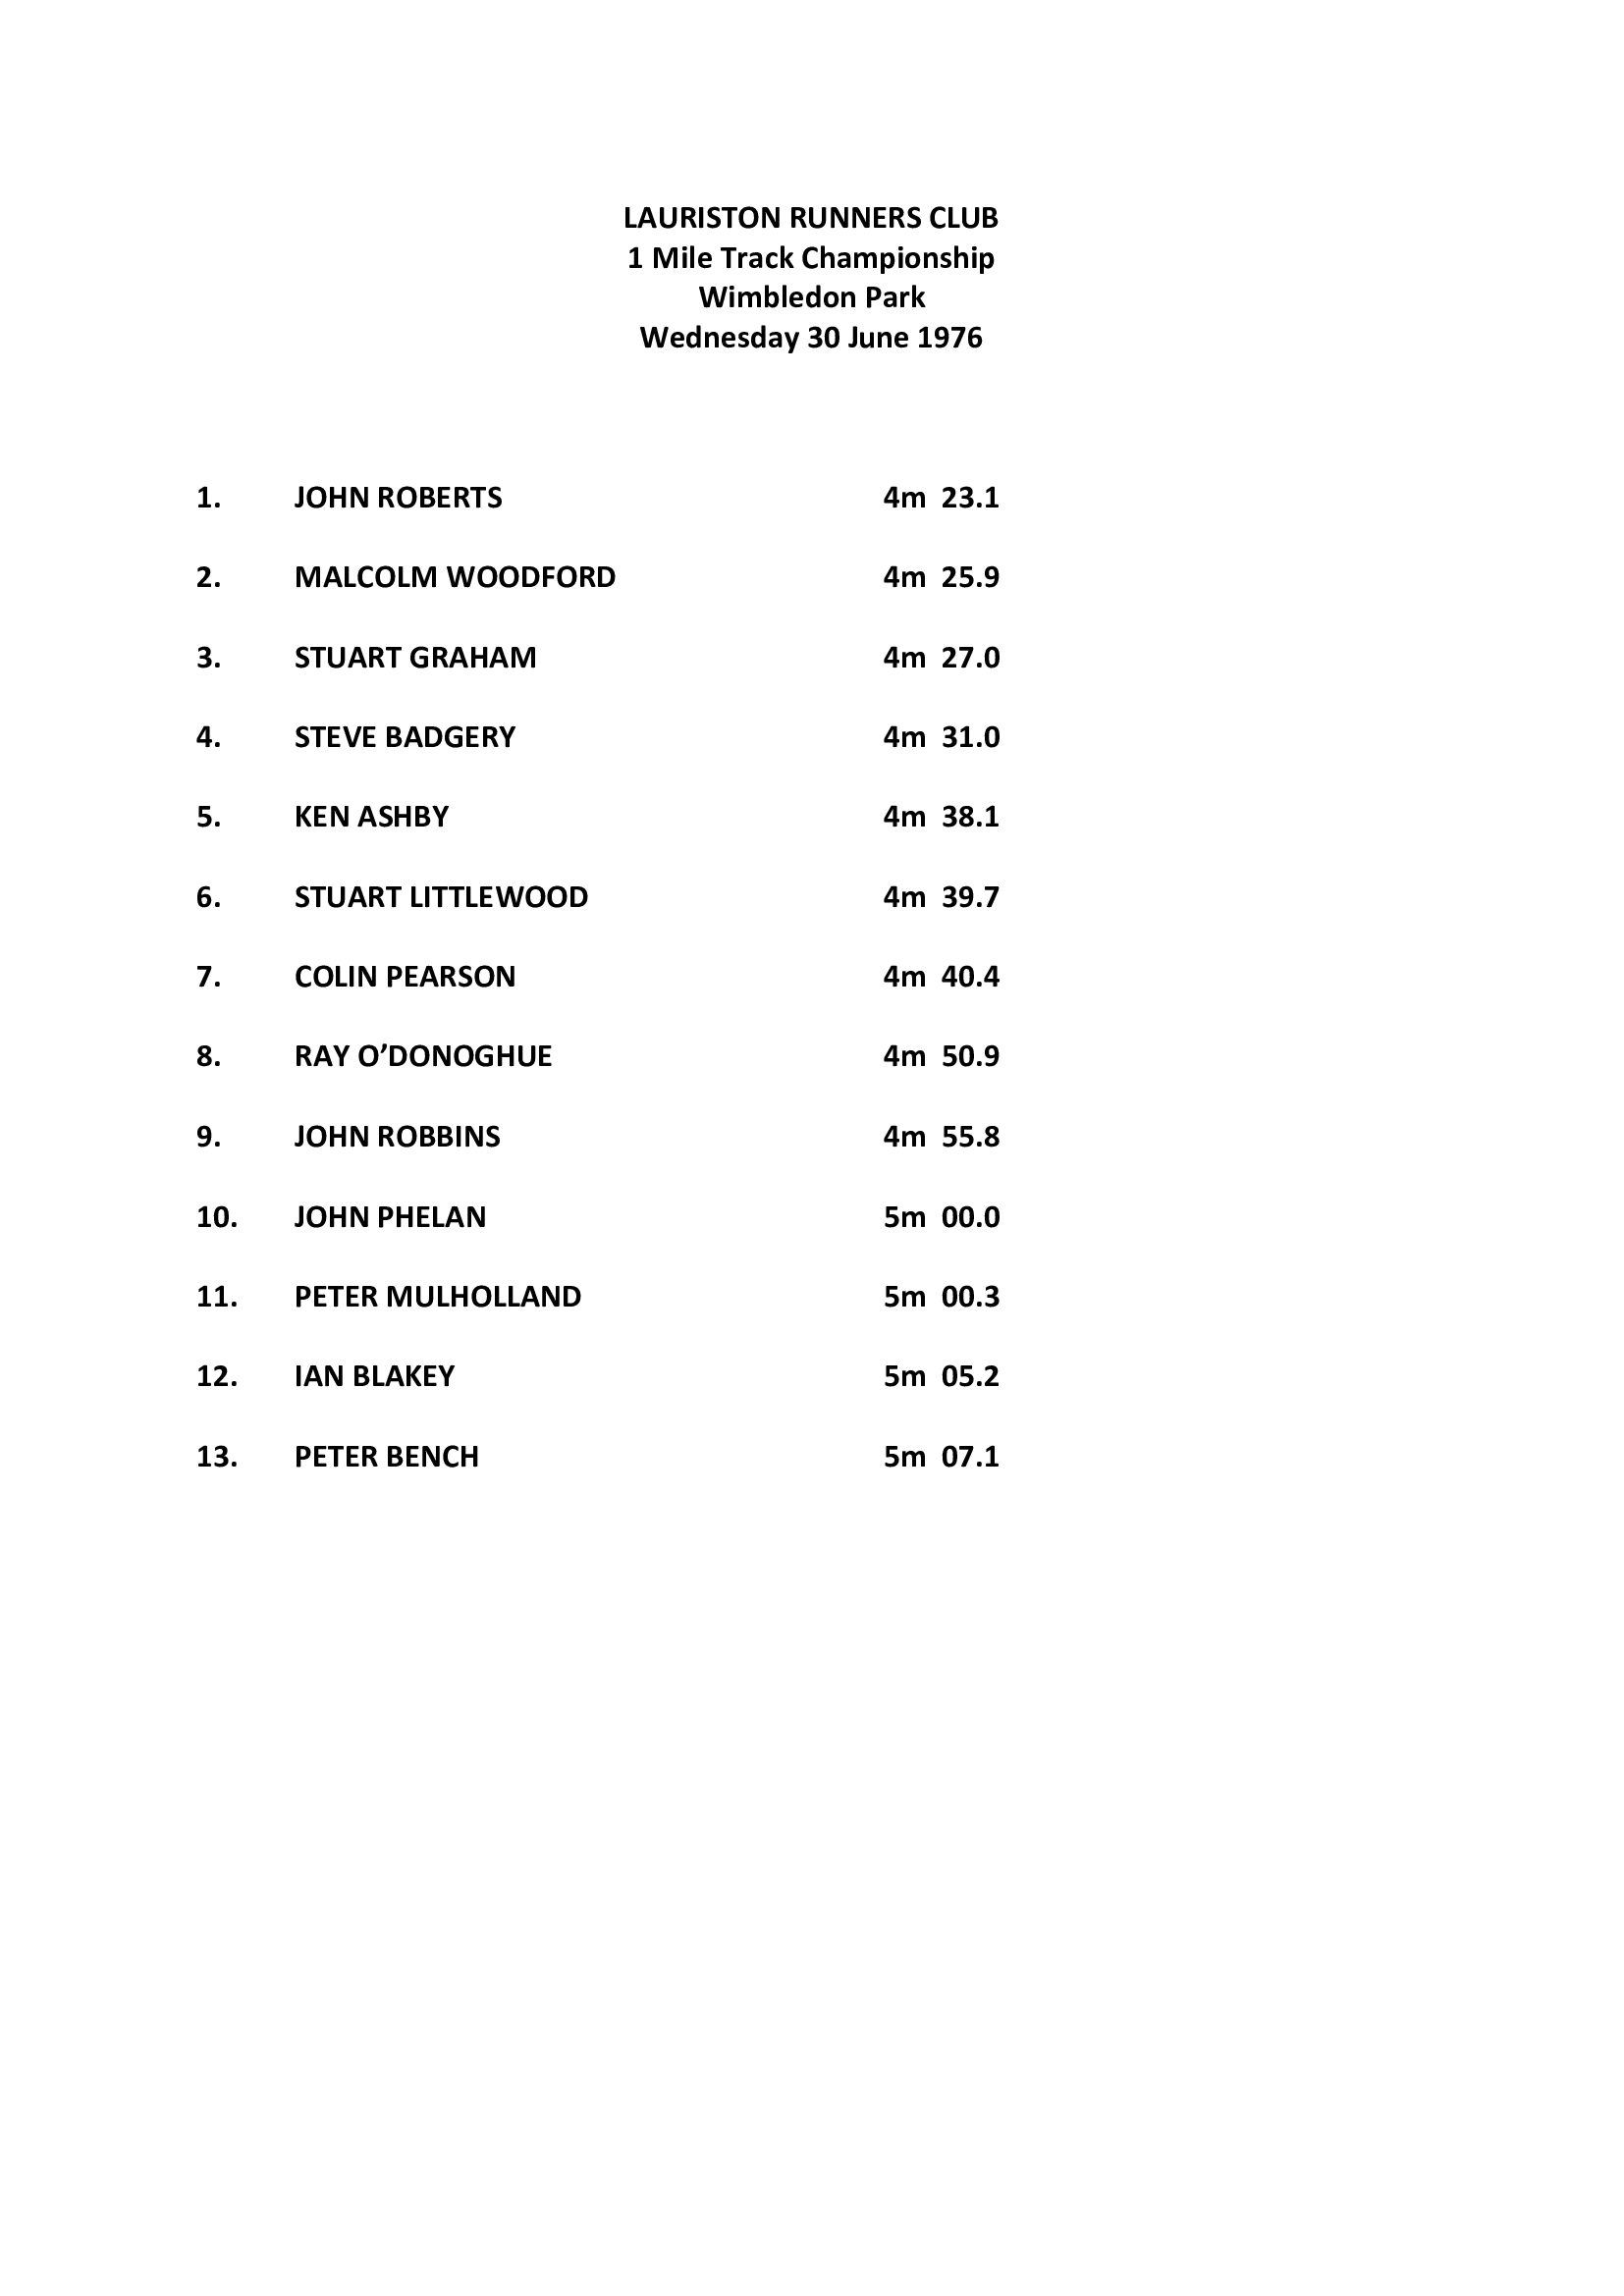 LAURISTON RUNNERS CLUB
1 Mile Track Championship
Wimbledon Park
Wednesday 30 June 1976
1. JOHN ROBERTS 4m 23.1
2. MALCOLM WOODFORD 4m 25.9
3. STUART GRAHAM 4m 27.0
4. STEVE BADGERY 4m 31.0
5. KEN ASHBY 4m 38.1
6. STUART LITTLEWOOD 4m 39.7
7. COLIN PEARSON 4m 40.4
8. RAY O’DONOGHUE 4m 50.9
9. JOHN ROBBINS 4m 55.8
10. JOHN PHELAN 5m 00.0
11. PETER MULHOLLAND 5m 00.3
12. IAN BLAKEY 5m 05.2
13. PETER BENCH 5m 07.1